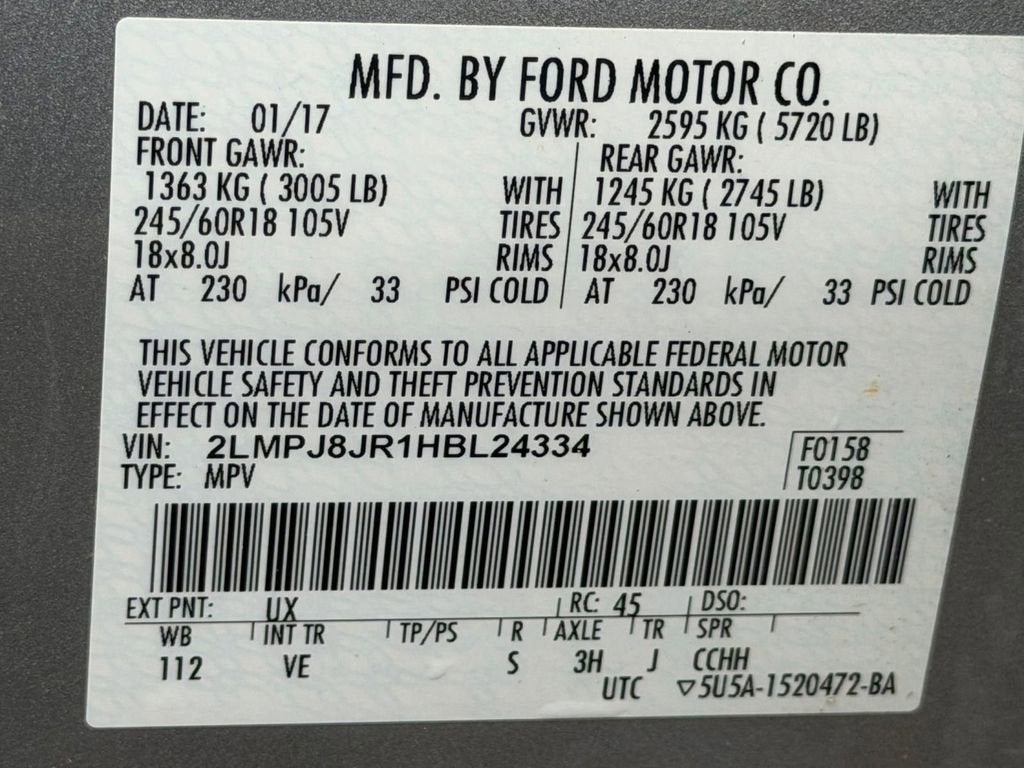 MFD. BY FORD MOTOR CO.
DATE: 01/17 GVWR: 2595 KG ( 5720 LB)
FRONT GAWR: REAR GAWR:
1363 KG ( 3005 LB) WITH 1245 KG ( 2745 LB) WITH
245/60R18 105V TIRES 245/60R18 105V TIRES
18x8.0J RIMS 18x8.0J RIMS
AT 230 kPa/ 33 PSI COLD AT 230 kPa/ 33 PSI COLD
THIS VEHICLE CONFORMS TO ALL APPLICABLE FEDERAL MOTOR
VEHICLE SAFETY AND THEFT PREVENTION STANDARDS IN
EFFECT ON THE DATE OF MANUFACTURE SHOWN ABOVE.
VIN: 2LMPJ8JR1HBL24334 F0158
TYPE: MPV T0398
EXT PNT: UX RC: 45 DSO:
WB INT TR TP/PS R AXLE TR SPR
112 VE S 3H J CCHH
UTC ▽5U5A-1520472-BA